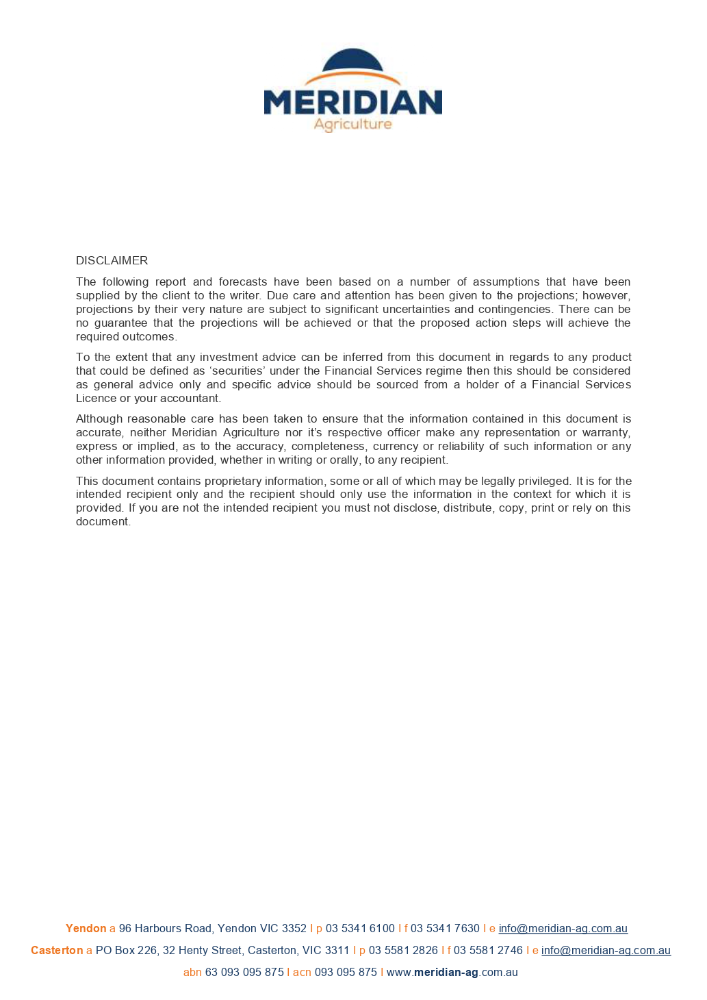 MERIDIAN
Agriculture
DISCLAIMER
The following report and forecasts have been based on a number of assumptions that have been
supplied by the client to the writer. Due care and attention has been given to the projections; however,
projections by their very nature are subject to significant uncertainties and contingencies. There can be
no guarantee that the projections will be achieved or that the proposed action steps will achieve the
required outcomes.
To the extent that any investment advice can be inferred from this document in regards to any product
that could be defined as ‘securities’ under the Financial Services regime then this should be considered
as general advice only and specific advice should be sourced from a holder of a Financial Services
Licence or your accountant.
Although reasonable care has been taken to ensure that the information contained in this document is
accurate, neither Meridian Agriculture nor it’s respective officer make any representation or warranty,
express or implied, as to the accuracy, completeness, currency or reliability of such information or any
other information provided, whether in writing or orally, to any recipient.
This document contains proprietary information, some or all of which may be legally privileged. It is for the
intended recipient only and the recipient should only use the information in the context for which it is
provided. If you are not the intended recipient you must not disclose, distribute, copy, print or rely on this
document.
Yendon a 96 Harbours Road, Yendon VIC 3352 I p 03 5341 6100 I f 03 5341 7630 I e info@meridian-ag.com.au
Casterton a PO Box 226, 32 Henty Street, Casterton, VIC 3311 I p 03 5581 2826 I f 03 5581 2746 I e info@meridian-ag.com.au
abn 63 093 095 875 I acn 093 095 875 I www.meridian-ag.com.au